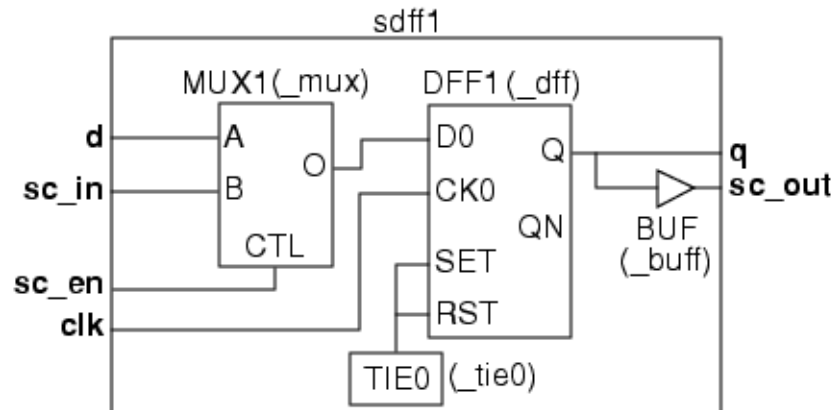 sdff1
MUX1(_mux)
DFF1(_dff)
d
A
D0
Q
q
O
sc_in
B
CK0
sc_out
QN
BUF
(_buff)
CTL
SET
sc_en
RST
clk
TIE0
(_tie0)